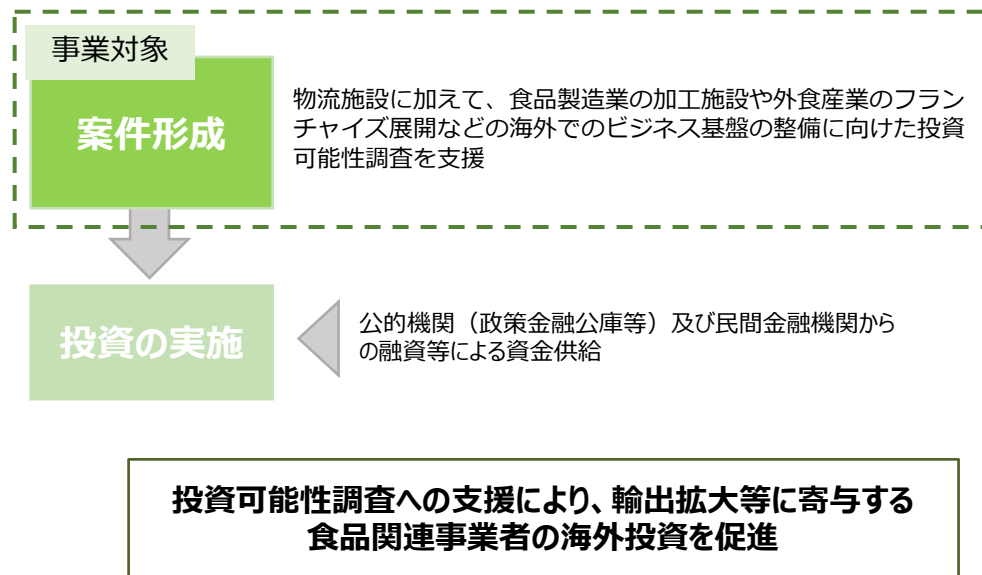 事業対象
案件形成
物流施設に加えて、食品製造業の加工施設や外食産業のフラン
チャイズ展開などの海外でのビジネス基盤の整備に向けた投資
可能性調査を支援
投資の実施
公的機関（政策金融公庫等）及び民間金融機関から
の融資等による資金供給
投資可能性調査への支援により、輸出拡大等に寄与する
食品関連事業者の海外投資を促進